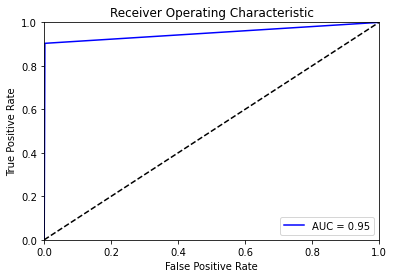 Receiver Operating Characteristic
1.0
0.8
0.6
0.4
0.2
0.0
True Positive Rate
0.0 0.2 0.4 0.6 0.8 1.0
False Positive Rate
AUC = 0.95